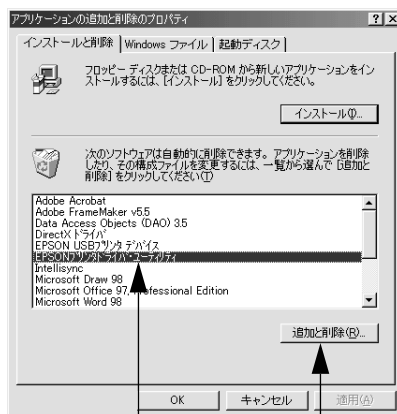 アプリケーションの追加と削除のプロパティ
インストールと削除
Windows ファイル
起動ディスク
フロッピー ディスクまたは CD-ROM から新しいアプリケーションをイン
ストールするには、[インストール] をクリックしてください。
インストール(I)...
次のソフトウェアは自動的に削除できます。アプリケーションを削除
したり、その構成ファイルを変更するには、一覧から選んで [追加と
削除] をクリックしてください(T)
Adobe Acrobat
Adobe FrameMaker v5.5
Data Access Objects (DAO) 3.5
DirectX ドライバ
EPSON USBプリンタ デバイス
EPSONプリンタドライバ・ユーティリティ
Intellisync
Microsoft Draw 98
Microsoft Office 97, Professional Edition
Microsoft Word 98
追加と削除(R)...
OK
キャンセル
適用(A)